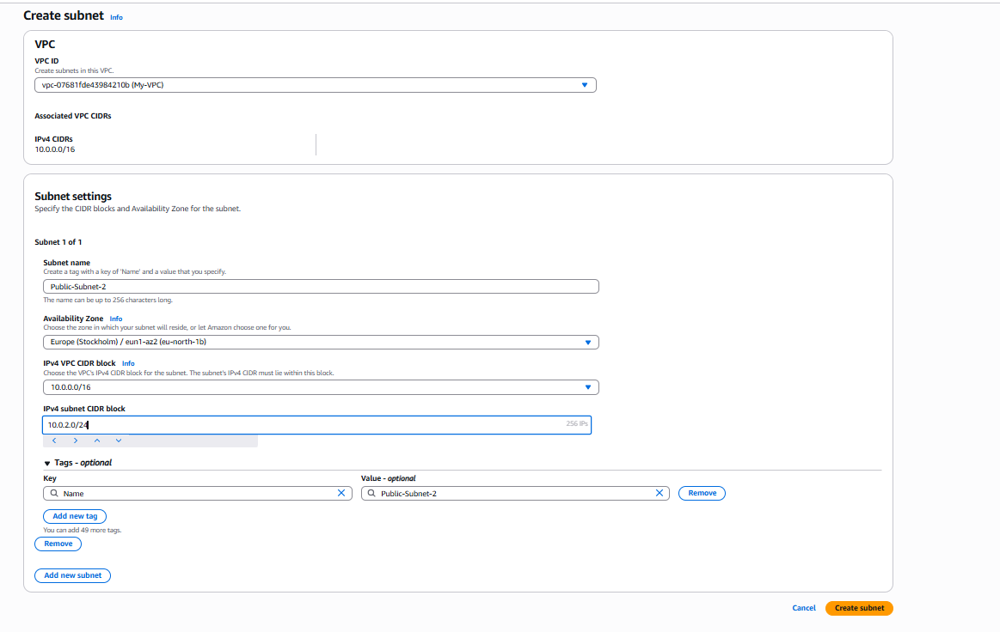 Create subnet Info
VPC
VPC ID
Create subnets in this VPC.
vpc-07681fde43984210b (My-VPC)
Associated VPC CIDRs
IPv4 CIDRs
10.0.0.0/16
Subnet settings
Specify the CIDR blocks and Availability Zone for the subnet.
Subnet 1 of 1
Subnet name
Create a tag with a key of 'Name' and a value that you specify.
Public-Subnet-2
The name can be up to 256 characters long.
Availability Zone Info
Choose the zone in which your subnet will reside, or let Amazon choose one for you.
Europe (Stockholm) / eun1-az2 (eu-north-1b)
IPv4 VPC CIDR block Info
Choose the VPC's IPv4 CIDR block for the subnet. The subnet's IPv4 CIDR must lie within this block.
10.0.0.0/16
IPv4 subnet CIDR block
10.0.2.0/24 256 IPs
Tags - optional
Key Value - optional
Name Public-Subnet-2 Remove
Add new tag
You can add 49 more tags.
Remove
Add new subnet
Cancel Create subnet